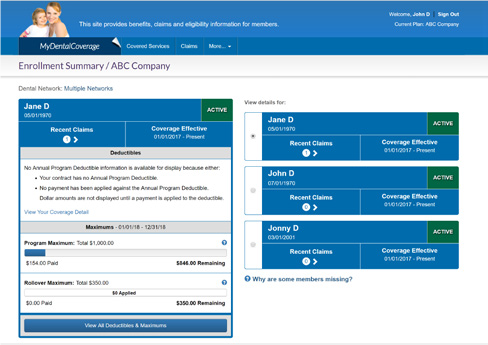 This site provides benefits, claims and eligibility information for members.
Welcome, John D Sign Out
Current Plan: ABC Company
MyDentalCoverage
Covered Services
Claims
More...
Enrollment Summary / ABC Company
Dental Network: Multiple Networks
Jane D
05/01/1970
ACTIVE
Recent Claims
1
Coverage Effective
01/01/2017 - Present
Deductibles
No Annual Program Deductible information is available for display because either:
• Your contract has no Annual Program Deductible.
• No payment has been applied against the Annual Program Deductible.
Dollar amounts are not displayed until a payment is applied to the deductible.
View Your Coverage Detail
Maximums - 01/01/18 - 12/31/18
Program Maximum: Total $1,000.00
?
$154.00 Paid
$846.00 Remaining
Rollover Maximum: Total $350.00
?
$0 Applied
$0.00 Paid
$350.00 Remaining
View All Deductibles & Maximums
View details for:
Jane D
05/01/1970
ACTIVE
Recent Claims
1
Coverage Effective
01/01/2017 - Present
John D
07/01/1970
ACTIVE
Recent Claims
0
Coverage Effective
01/01/2017 - Present
Jonny D
03/01/2001
ACTIVE
Recent Claims
0
Coverage Effective
01/01/2017 - Present
? Why are some members missing?